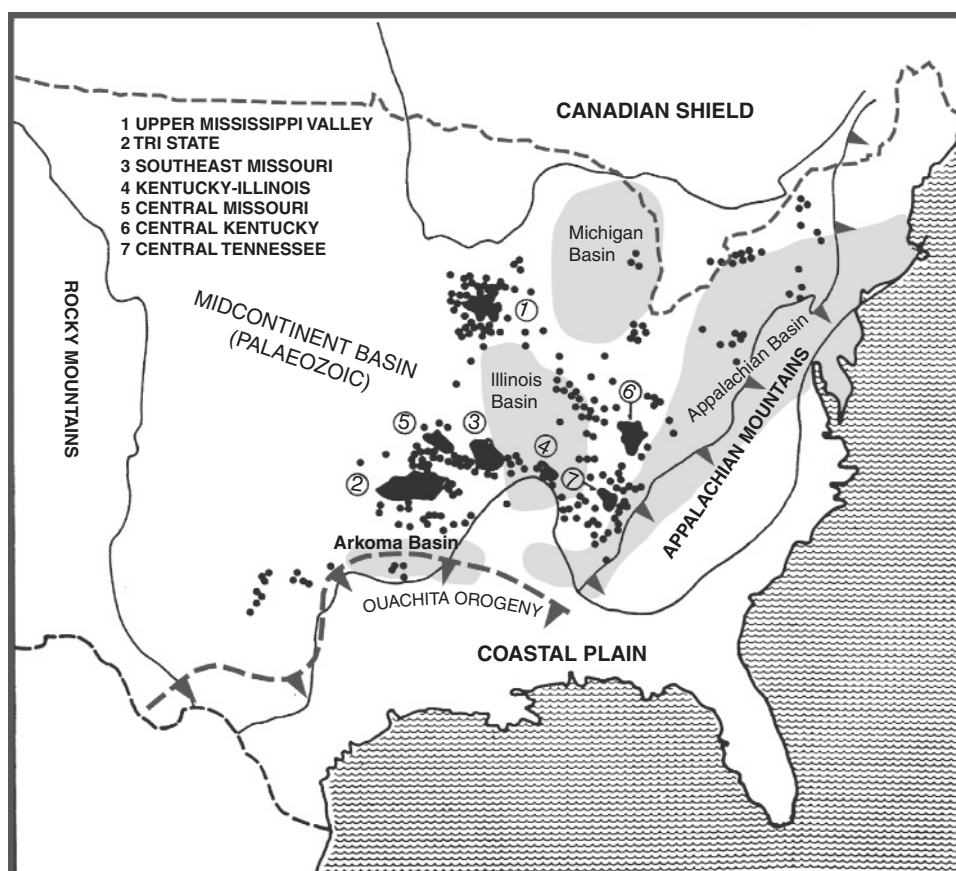 CANADIAN SHIELD
1 UPPER MISSISSIPPI VALLEY
2 TRI STATE
3 SOUTHEAST MISSOURI
4 KENTUCKY-ILLINOIS
5 CENTRAL MISSOURI
6 CENTRAL KENTUCKY
7 CENTRAL TENNESSEE
Michigan
Basin
ROCKY MOUNTAINS
MIDCONTINENT BASIN
(PALAEOZOIC)
1
Illinois
Basin
Appalachian Basin
APPALACHIAN MOUNTAINS
6
5
3
4
2
7
Arkoma Basin
OUACHITA OROGENY
COASTAL PLAIN